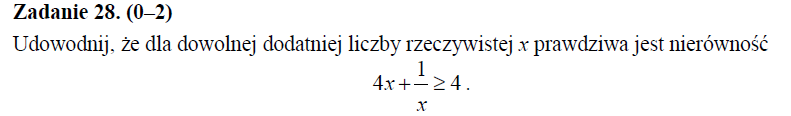 Zadanie 28. (0–2)
Udowodnij, że dla dowolnej dodatniej liczby rzeczywistej x prawdziwa jest nierówność
4x + 1/x ≥ 4 .